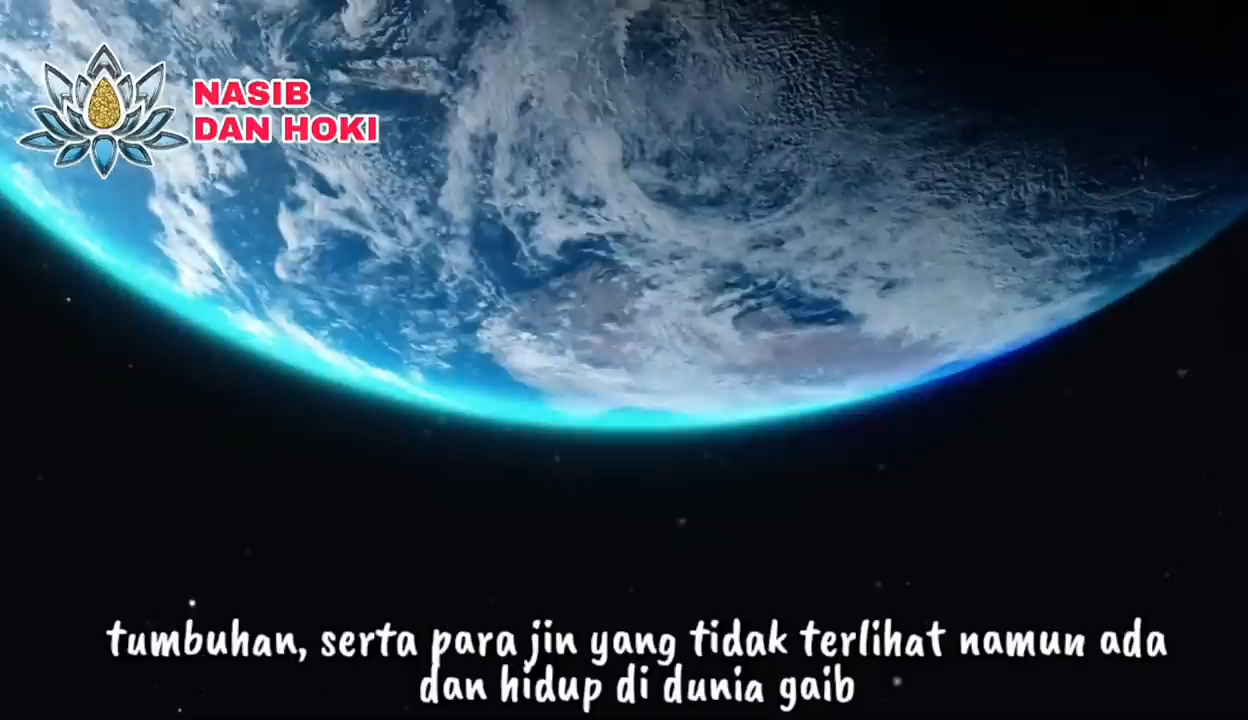 NASIB
DAN HOKI
tumbuhan, serta para jin yang tidak terlihat namun ada
dan hidup di dunia gaib